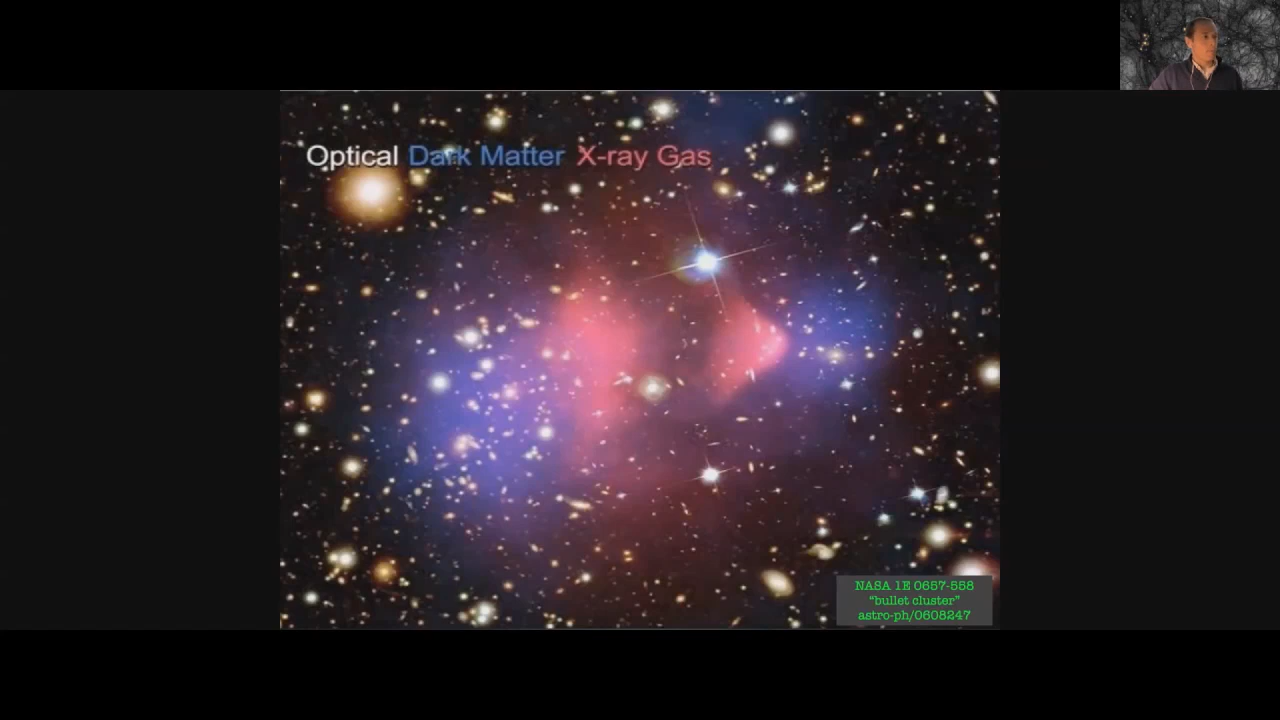 Optical Dark Matter X-ray Gas
NASA 1E 0657-558
“bullet cluster”
astro-ph/0608247